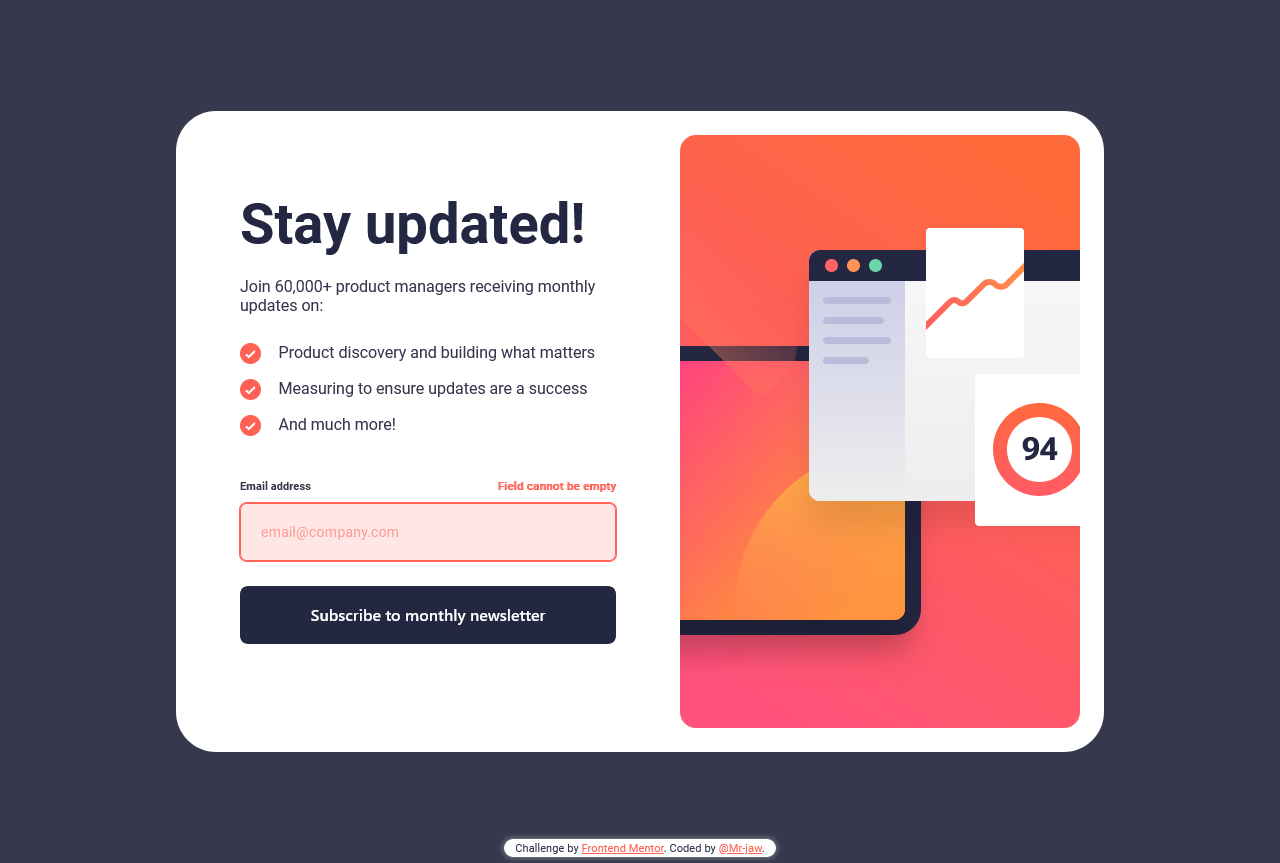 Stay updated!
Join 60,000+ product managers receiving monthly
updates on:
Product discovery and building what matters
Measuring to ensure updates are a success
And much more!
Email address
Field cannot be empty
email@company.com
Subscribe to monthly newsletter
94
Challenge by Frontend Mentor. Coded by @Mr-jaw.